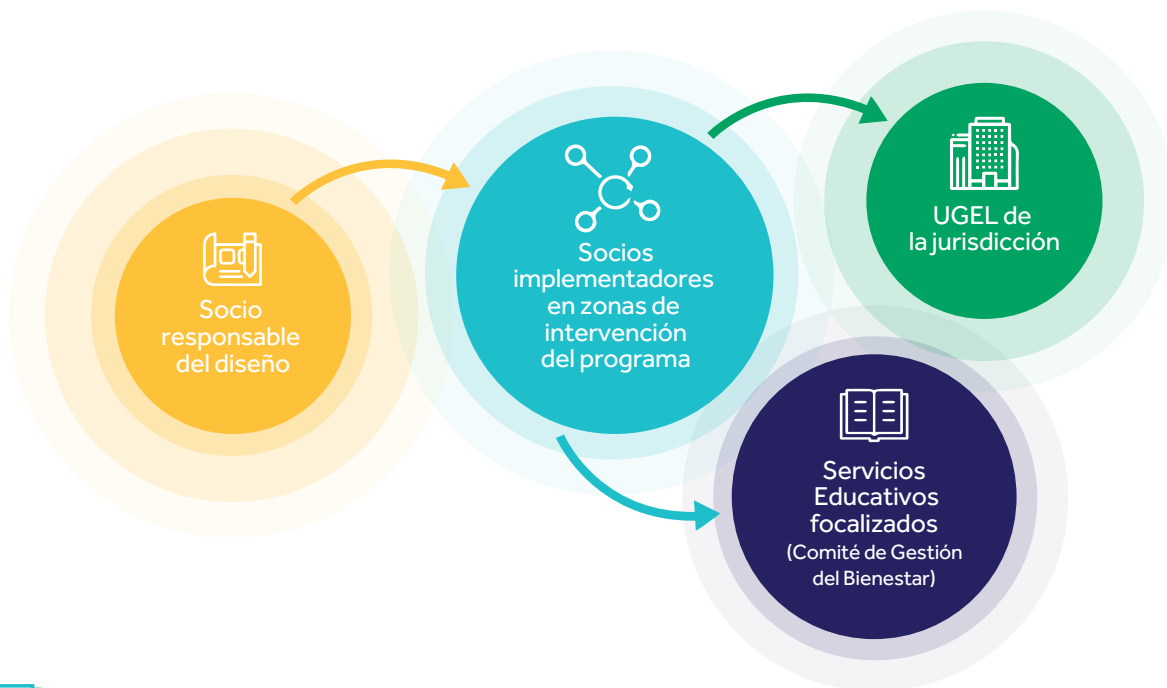 Socio
responsable
del diseño
Socios
implementadores
en zonas de
intervención
del programa
UGEL de
la jurisdicción
Servicios
Educativos
focalizados
(Comité de Gestión
del Bienestar)